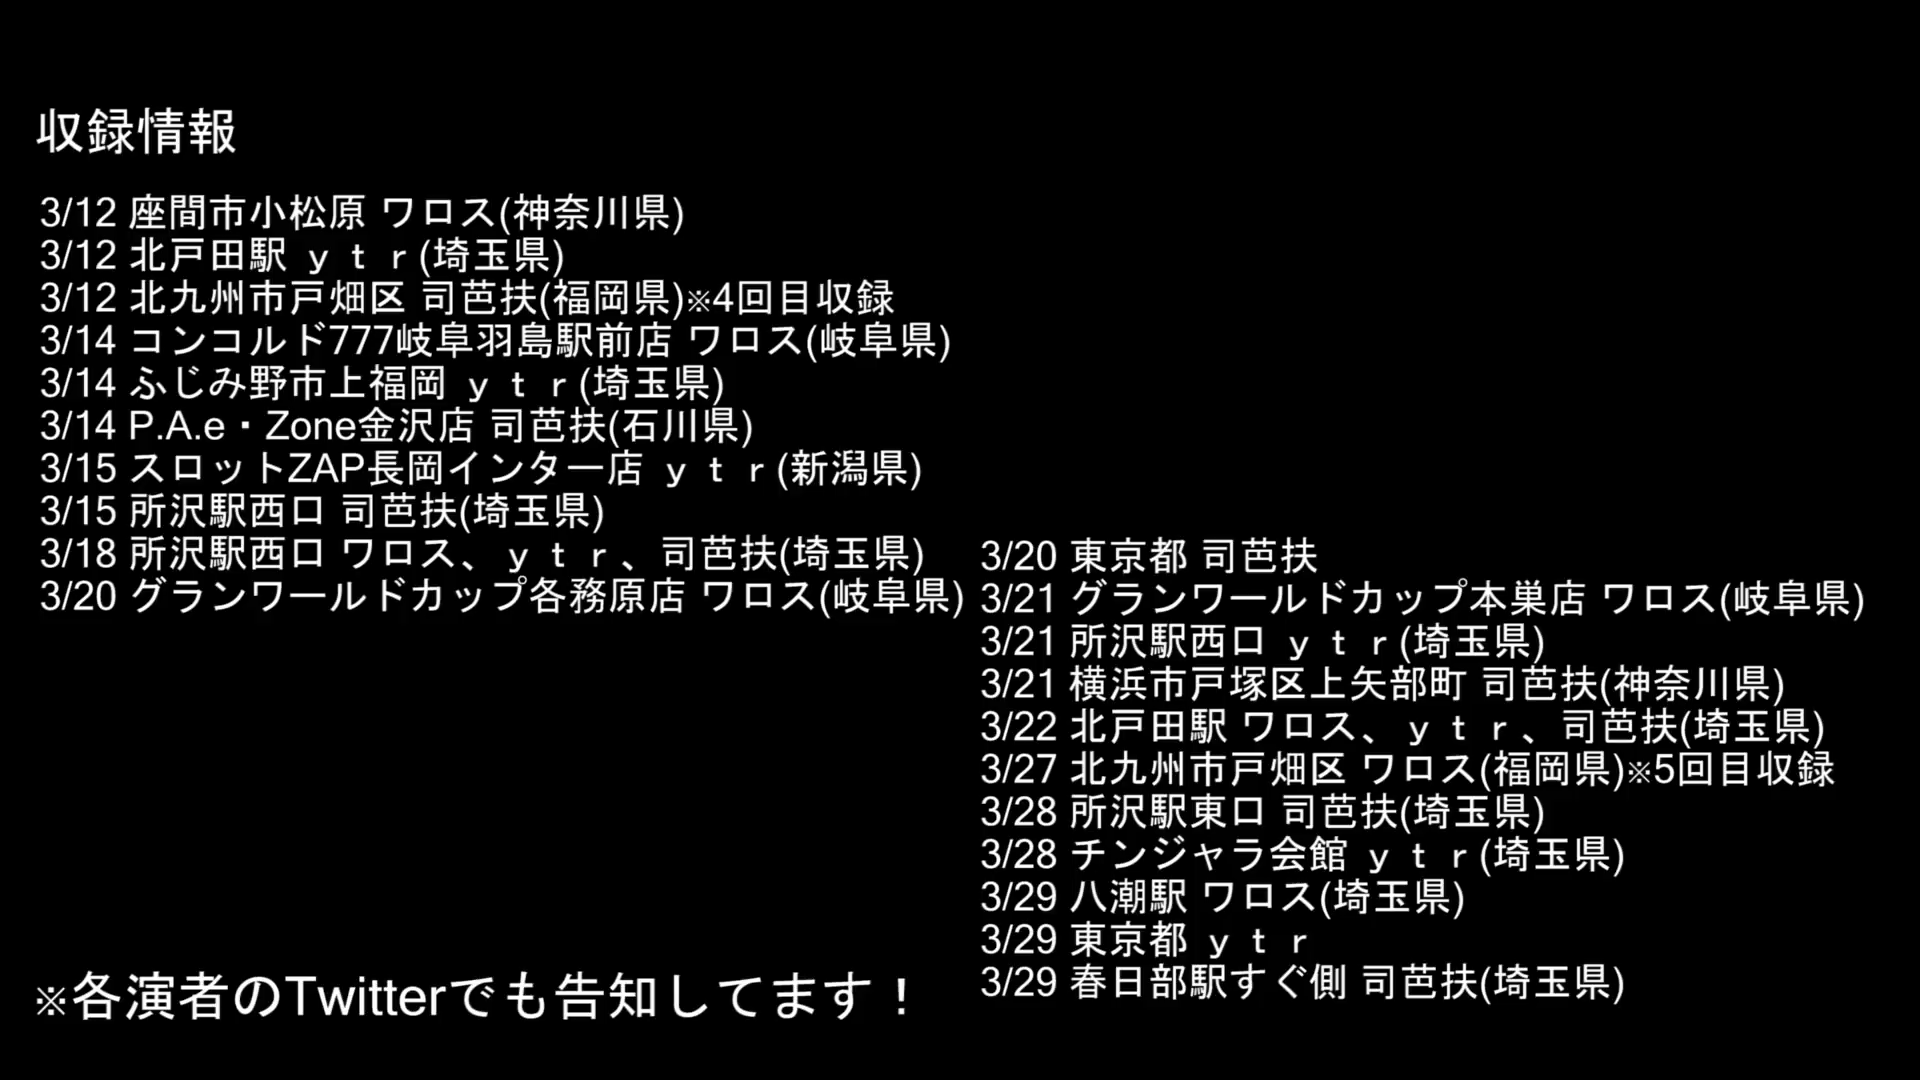 収録情報
3/12 座間市小松原 ワロス(神奈川県)
3/12 北戸田駅 ｙｔｒ(埼玉県)
3/12 北九州市戸畑区 司芭扶(福岡県)※4回目収録
3/14 コンコルド777岐阜羽島駅前店 ワロス(岐阜県)
3/14 ふじみ野市上福岡 ｙｔｒ(埼玉県)
3/14 P.A.e・Zone金沢店 司芭扶(石川県)
3/15 スロットZAP長岡インター店 ｙｔｒ(新潟県)
3/15 所沢駅西口 司芭扶(埼玉県)
3/18 所沢駅西口 ワロス、ｙｔｒ、司芭扶(埼玉県)
3/20 グランワールドカップ各務原店 ワロス(岐阜県)
3/20 東京都 司芭扶
3/21 グランワールドカップ本巣店 ワロス(岐阜県)
3/21 所沢駅西口 ｙｔｒ(埼玉県)
3/21 横浜市戸塚区上矢部町 司芭扶(神奈川県)
3/22 北戸田駅 ワロス、ｙｔｒ、司芭扶(埼玉県)
3/27 北九州市戸畑区 ワロス(福岡県)※5回目収録
3/28 所沢駅東口 司芭扶(埼玉県)
3/28 チンジャラ会館 ｙｔｒ(埼玉県)
3/29 八潮駅 ワロス(埼玉県)
3/29 東京都 ｙｔｒ
3/29 春日部駅すぐ側 司芭扶(埼玉県)
※各演者のTwitterでも告知してます！